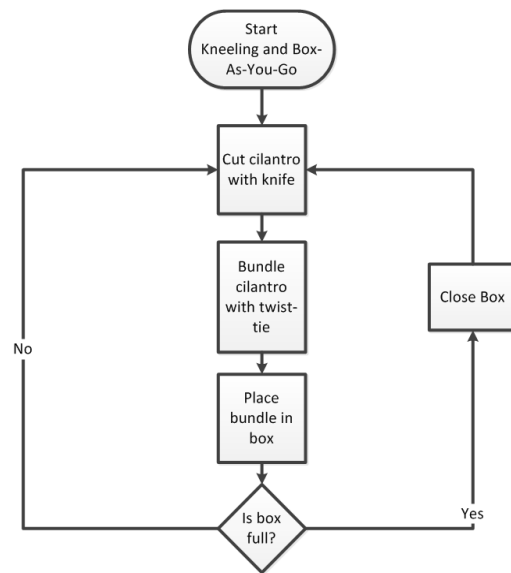 Start
Kneeling and Box-
As-You-Go
Cut cilantro
with knife
Bundle
cilantro
with twist-
tie
Close Box
No
Place
bundle in
box
Is box
full?
Yes